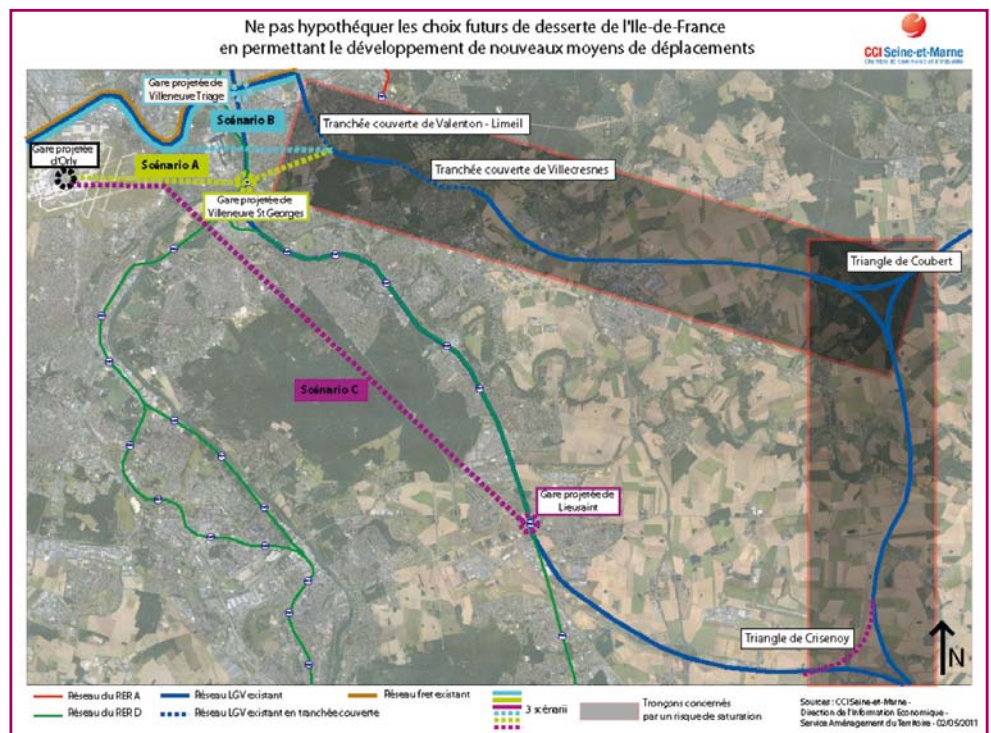 Ne pas hypothéquer les choix futurs de desserte de l'Ile-de-France
en permettant le développement de nouveaux moyens de déplacements
CCI Seine-et-Marne
Gare projetée de
Villeneuve Triage
Scénario B
Tranchée couverte de Valenton - Limeil
Gare projetée
d'Orly
Scénario A
Tranchée couverte de Villecresnes
Gare projetée de
Villeneuve St Georges
Triangle de Coubert
Scénario C
Gare projetée de
Lieusaint
Triangle de Crisenoy
N
Réseau du RER A
Réseau LGV existant
Réseau fret existant
Réseau du RER D
Réseau LGV existant en tranchée couverte
3 scénarii
Tronçons concernés
par un risque de saturation
Sources : CCI Seine-et-Marne -
Direction de l'Information Economique -
Service Aménagement du Territoire - 02/05/2011